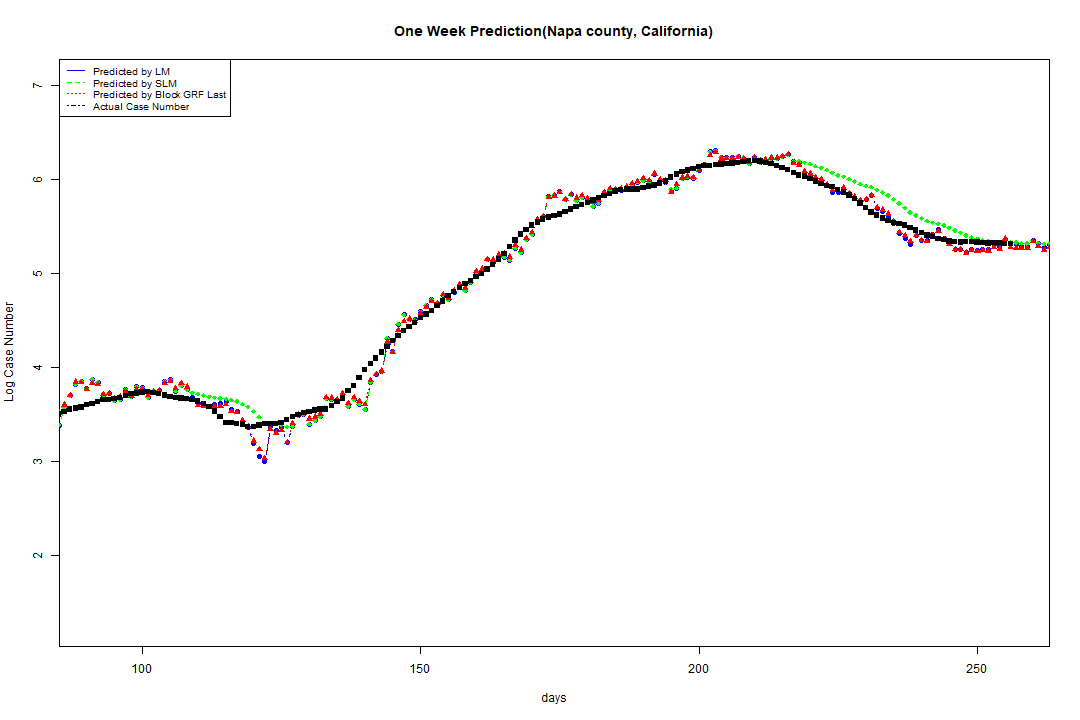 One Week Prediction(Napa county, California)
Predicted by LM
Predicted by SLM
Predicted by Block GRF Last
Actual Case Number
7
6
5
4
3
2
Log Case Number
100 150 200 250
days